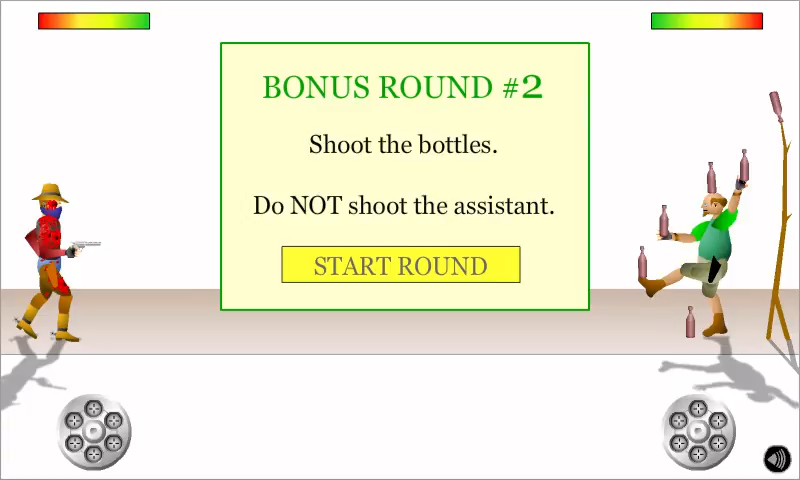 BONUS ROUND #2
Shoot the bottles.
Do NOT shoot the assistant.
START ROUND